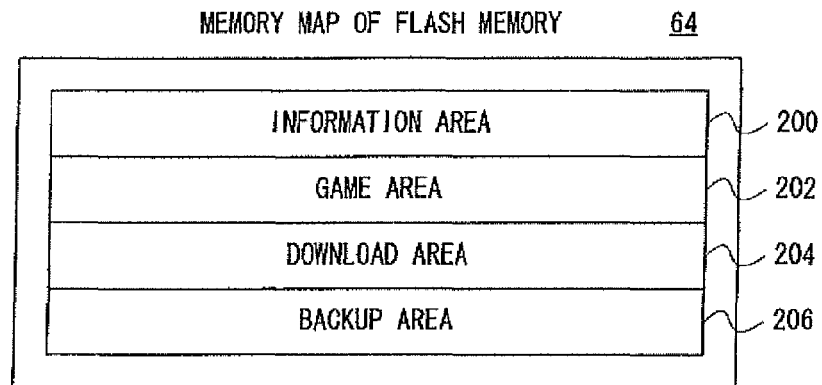 MEMORY MAP OF FLASH MEMORY 64
INFORMATION AREA 200
GAME AREA 202
DOWNLOAD AREA 204
BACKUP AREA 206